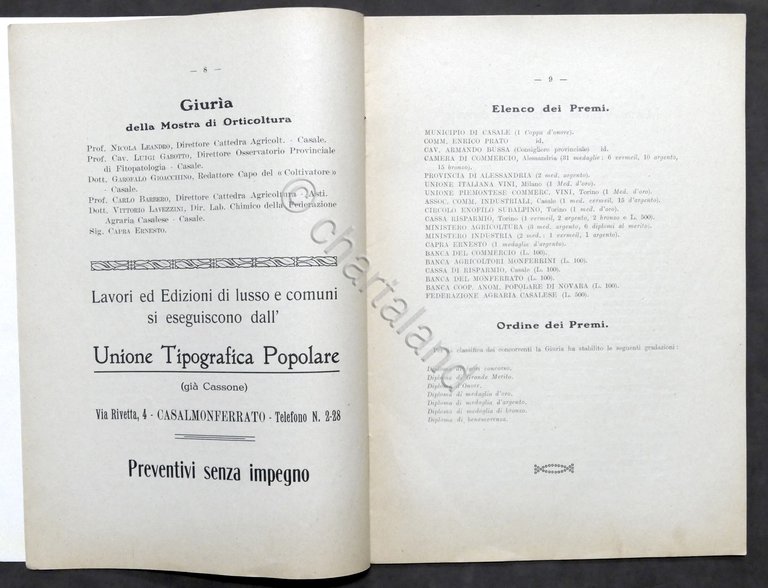 — 8 —
Giurìa
della Mostra di Orticoltura
Prof. Nicola Leandro, Direttore Cattedra Agricolt. - Casale.
Prof. Cav. Luigi Gabotto, Direttore Osservatorio Provinciale
di Fitopatologia - Casale.
Dott. Garofalo Gioacchino, Redattore Capo del « Coltivatore »
- Casale.
Prof. Carlo Barbero, Direttore Cattedra Agricoltura - Asti.
Dott. Vittorio Lavezzini, Dir. Lab. Chimico della Federazione
Agraria Casalese - Casale.
Sig. Capra Ernesto.
Lavori ed Edizioni di lusso e comuni
si eseguiscono dall'
Unione Tipografica Popolare
(già Cassone)
Via Rivetta, 4 - CASALMONFERRATO - Telefono N. 2-28
Preventivi senza impegno
— 9 —
Elenco dei Premi.
MUNICIPIO DI CASALE (1 Coppa d'onore).
COMM. ENRICO PRATO id.
CAV. ARMANDO BUSSA (Consigliere provinciale) id.
CAMERA DI COMMERCIO, Alessandria (31 medaglie: 6 vermeil, 10 argento,
15 bronzo).
PROVINCIA DI ALESSANDRIA (2 med. argento).
UNIONE ITALIANA VINI, Milano (1 Med. d'oro).
UNIONE PIEMONTESE COMMERC. VINI, Torino (1 Med. d'oro).
ASSOC. COMM. INDUSTRIALI, Casale (1 med. vermeil, 15 d'argento).
CIRCOLO ENOFILO SUBALPINO, Torino (1 med. d'oro).
CASSA RISPARMIO, Torino (1 vermeil, 2 argento, 2 bronzo e L. 500).
MINISTERO AGRICOLTURA (3 med. argento, 6 diplomi al merito).
MINISTERO INDUSTRIA (2 med.: 1 vermeil, 1 argento).
CAPRA ERNESTO (1 medaglia d'argento).
BANCA DEL COMMERCIO (L. 100).
BANCA AGRICOLTORI MONFERRINI (L. 100).
CASSA DI RISPARMIO, Casale (L. 100).
BANCA DEL MONFERRATO (L. 100).
BANCA COOP. ANOM. POPOLARE DI NOVARA (L. 100).
FEDERAZIONE AGRARIA CASALESE (L. 500).
Ordine dei Premi.
classifica dei concorrenti la Giuria ha stabilito le seguenti gradazioni:
concorso.
Diploma di Grande Merito.
Diploma d'Onore.
Diploma di medaglia d'oro.
Diploma di medaglia d'argento.
Diploma di medaglia di bronzo.
Diploma di benemerenza.
© chartaland